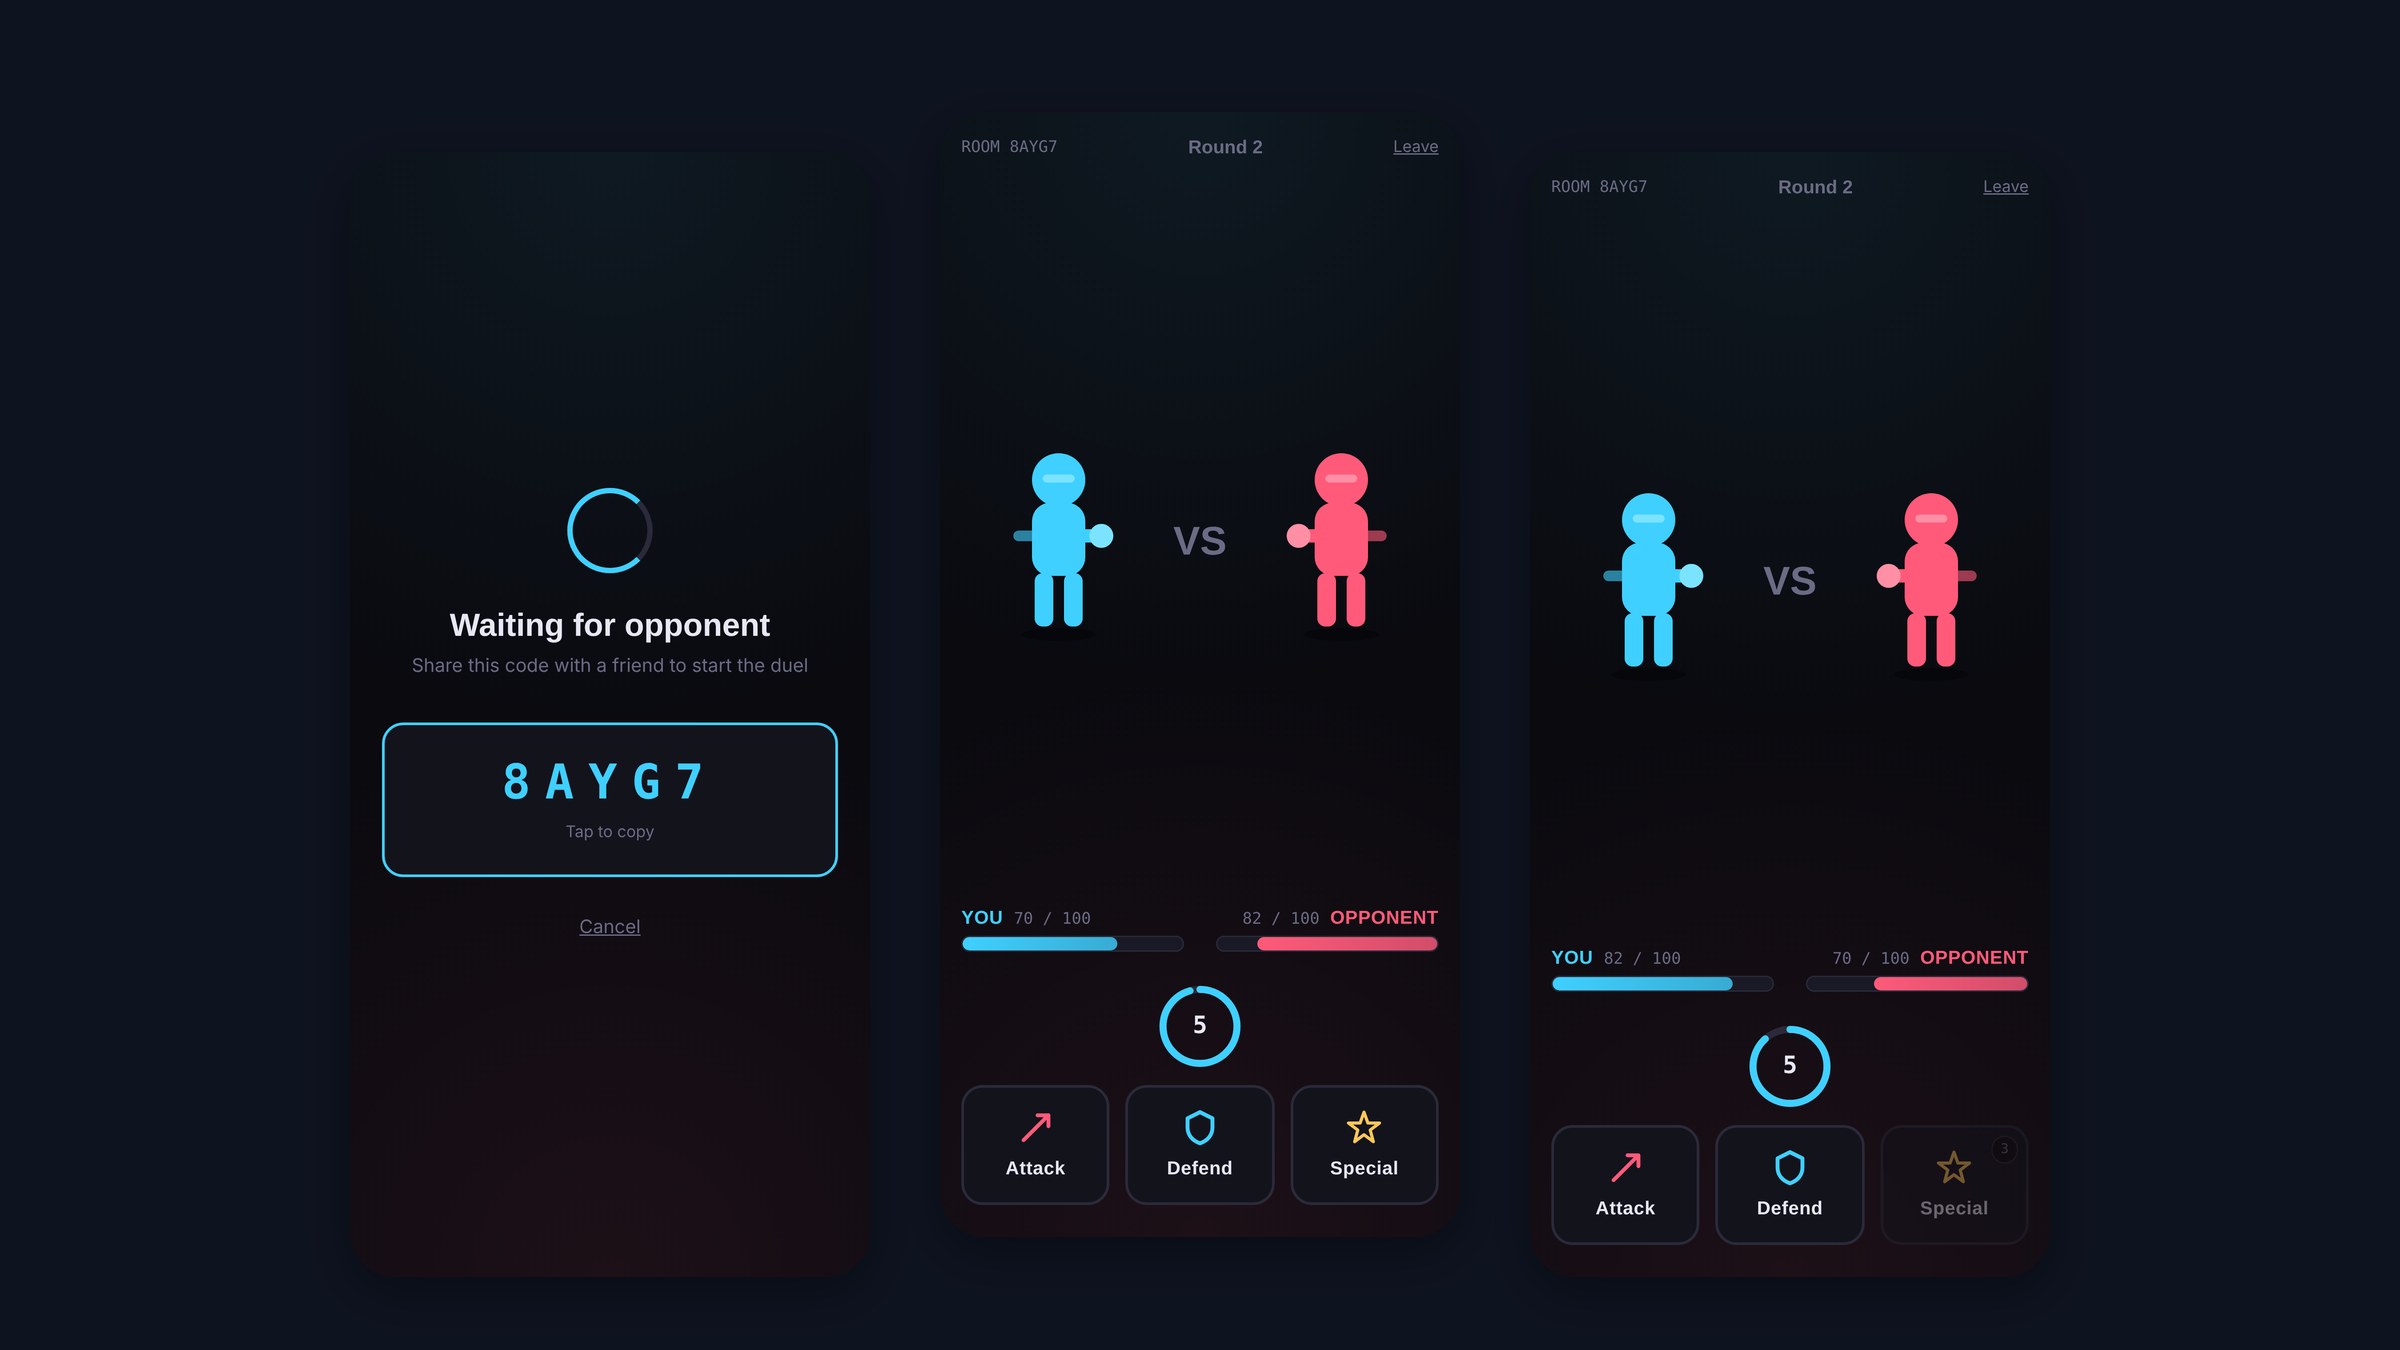 Waiting for opponent
Share this code with a friend to start the duel
8AYG7
Tap to copy
Cancel
ROOM 8AYG7 Round 2 Leave
VS
YOU 70 / 100 82 / 100 OPPONENT
5
Attack Defend Special
ROOM 8AYG7 Round 2 Leave
VS
YOU 82 / 100 70 / 100 OPPONENT
5
3
Attack Defend Special